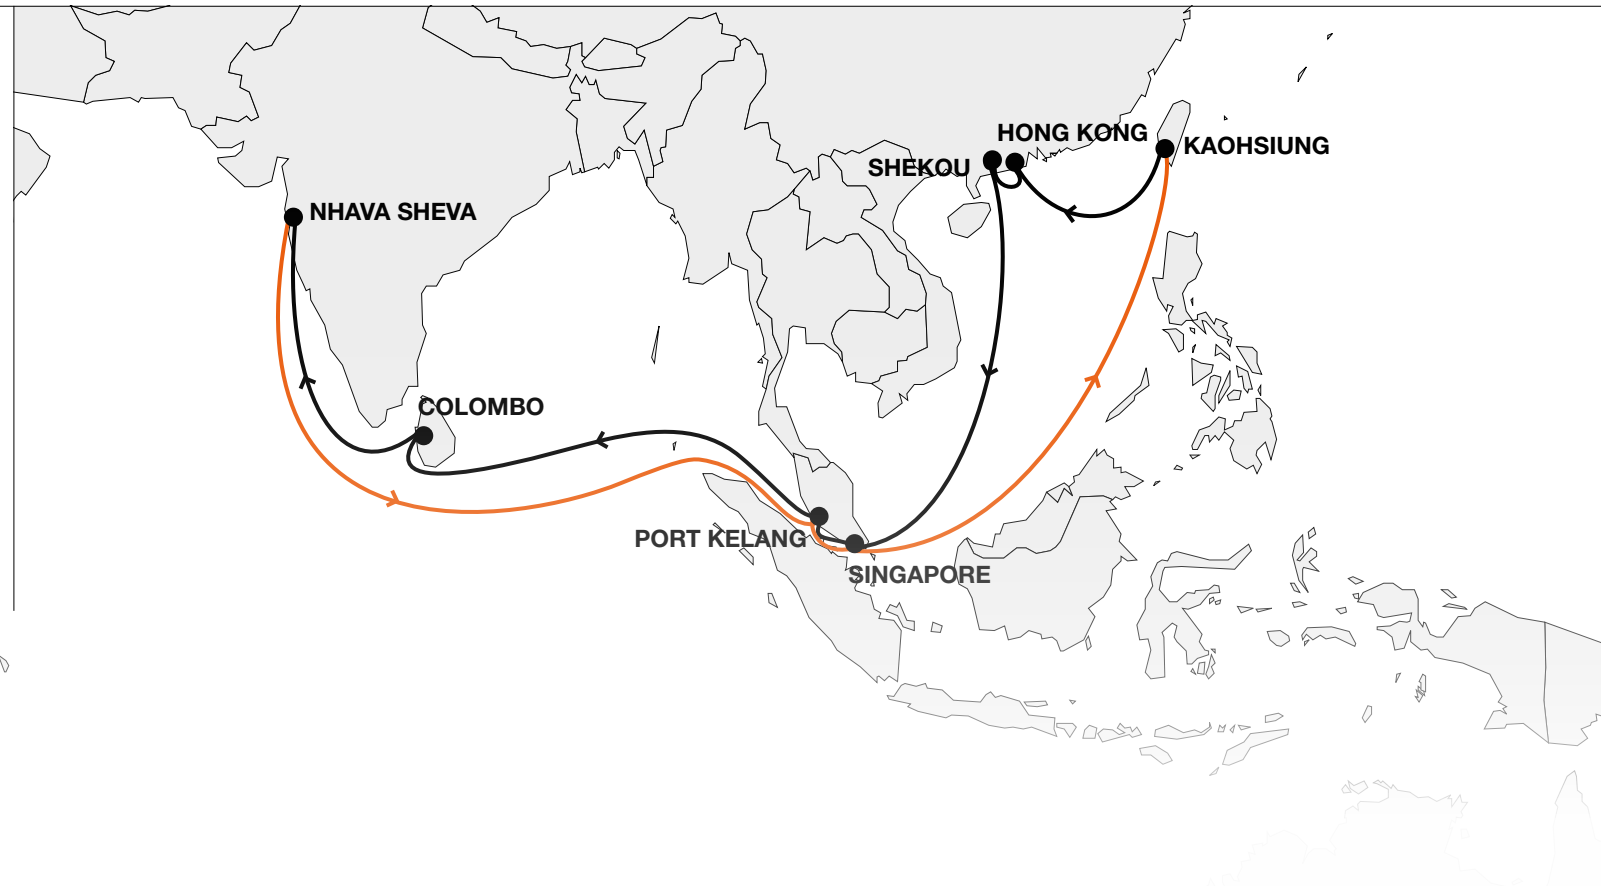 HONG KONG
KAOHSIUNG
SHEKOU
NHAVA SHEVA
COLOMBO
PORT KELANG
SINGAPORE